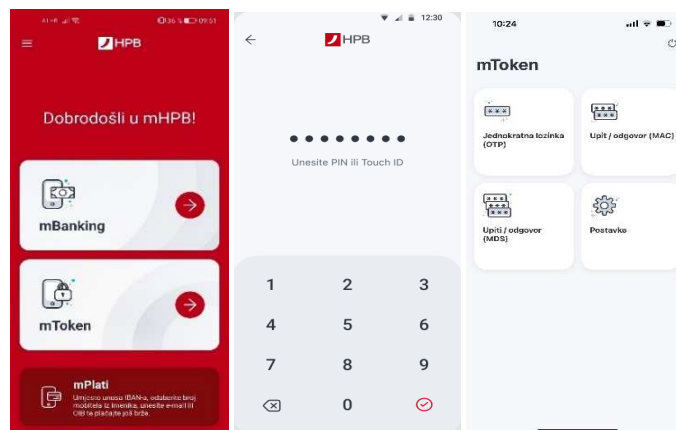 09:51
HPB
Dobrodošli u mHPB!
mBanking
mToken
mPlati
Umjesto unosa IBAN-a, odaberite broj
mobitela iz imenika, unesite e-mail ili
OIB te plaćajte još brže.
12:30
HPB
Unesite PIN ili Touch ID
1 2 3
4 5 6
7 8 9
0
10:24
mToken
Jednokratna lozinka
(OTP)
Upit / odgovor (MAC)
Upiti / odgovor
(MDS)
Postavke